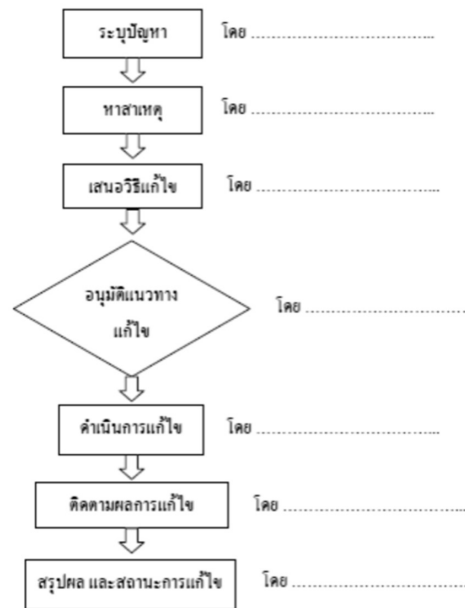 ระบุปัญหา โดย ........................................
หาสาเหตุ โดย ........................................
เสนอวิธีแก้ไข โดย ........................................
อนุมัติแนวทาง
แก้ไข
โดย ........................................
ดำเนินการแก้ไข โดย ........................................
ติดตามผลการแก้ไข โดย ........................................
สรุปผล และสถานะการแก้ไข โดย ........................................